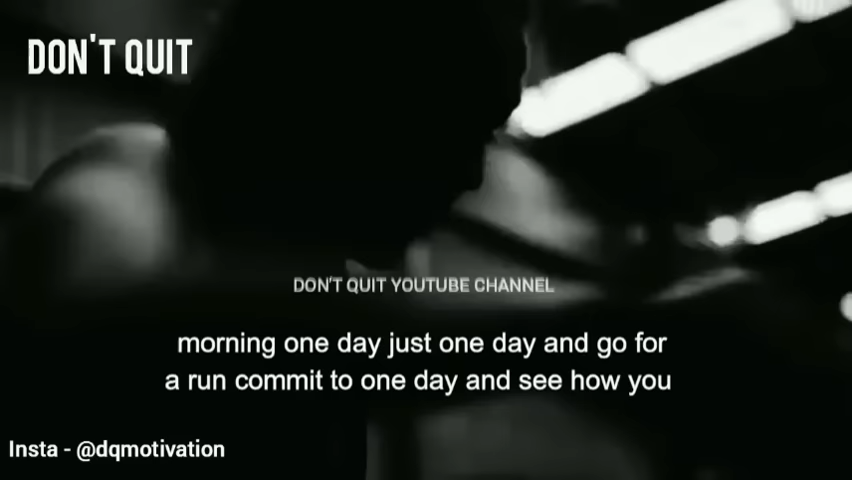 DON'T QUIT
DON'T QUIT YOUTUBE CHANNEL
morning one day just one day and go for
a run commit to one day and see how you
Insta - @dqmotivation